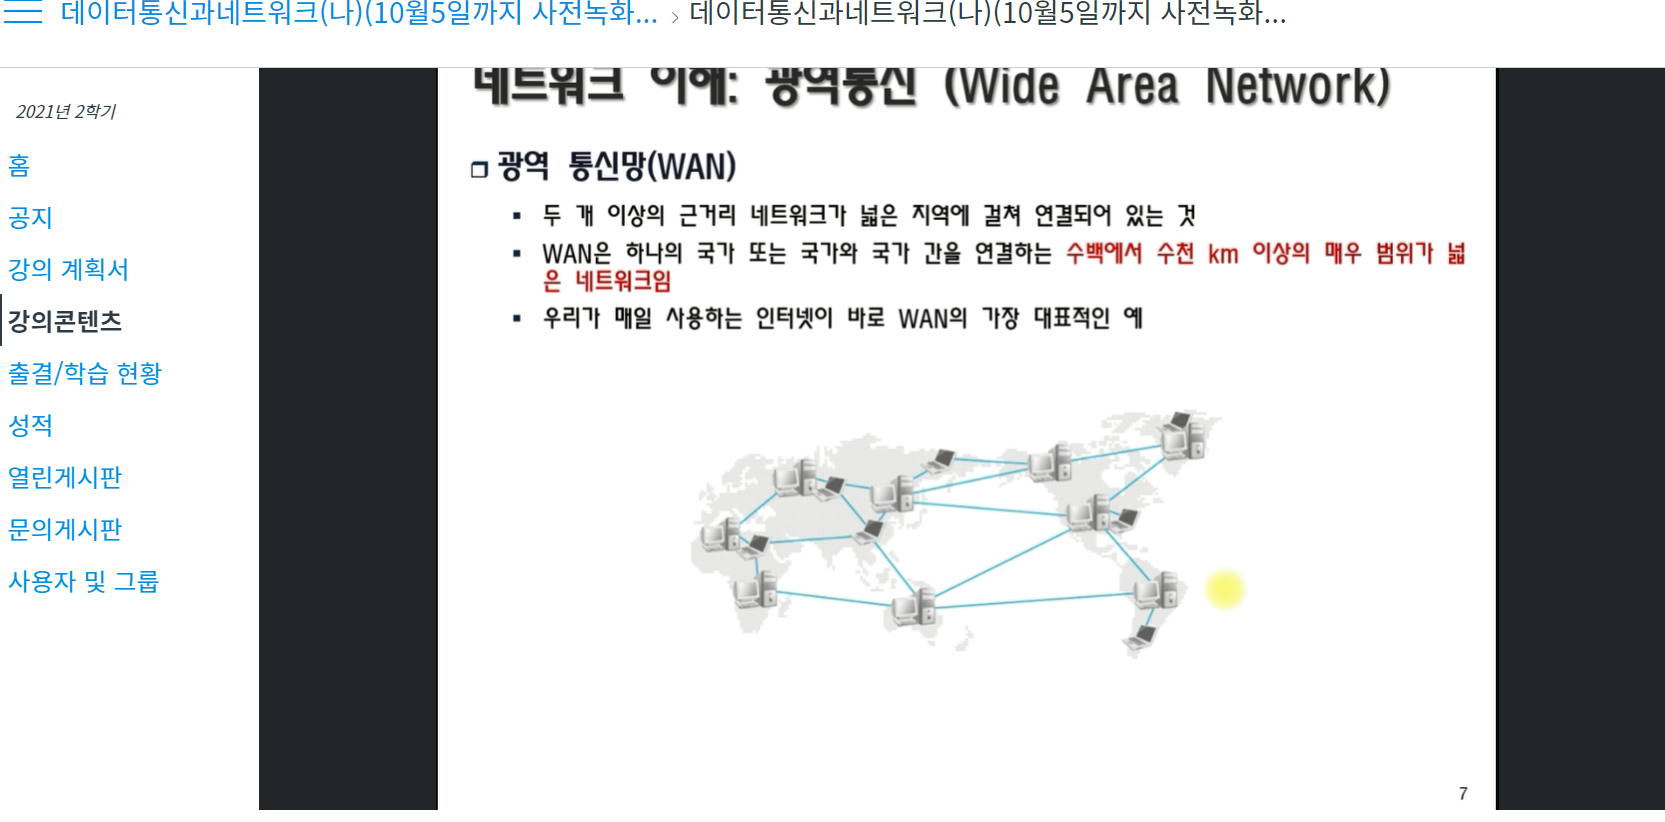 데이터통신과네트워크(나)(10월5일까지 사전녹화... > 데이터통신과네트워크(나)(10월5일까지 사전녹화...
2021년 2학기
홈
공지
강의 계획서
강의콘텐츠
출결/학습 현황
성적
열린게시판
문의게시판
사용자 및 그룹
네트워크 이해: 광역통신 (Wide Area Network)
광역 통신망(WAN)
두 개 이상의 근거리 네트워크가 넓은 지역에 걸쳐 연결되어 있는 것
WAN은 하나의 국가 또는 국가와 국가 간을 연결하는 수백에서 수천 km 이상의 매우 범위가 넓
은 네트워크임
우리가 매일 사용하는 인터넷이 바로 WAN의 가장 대표적인 예
7